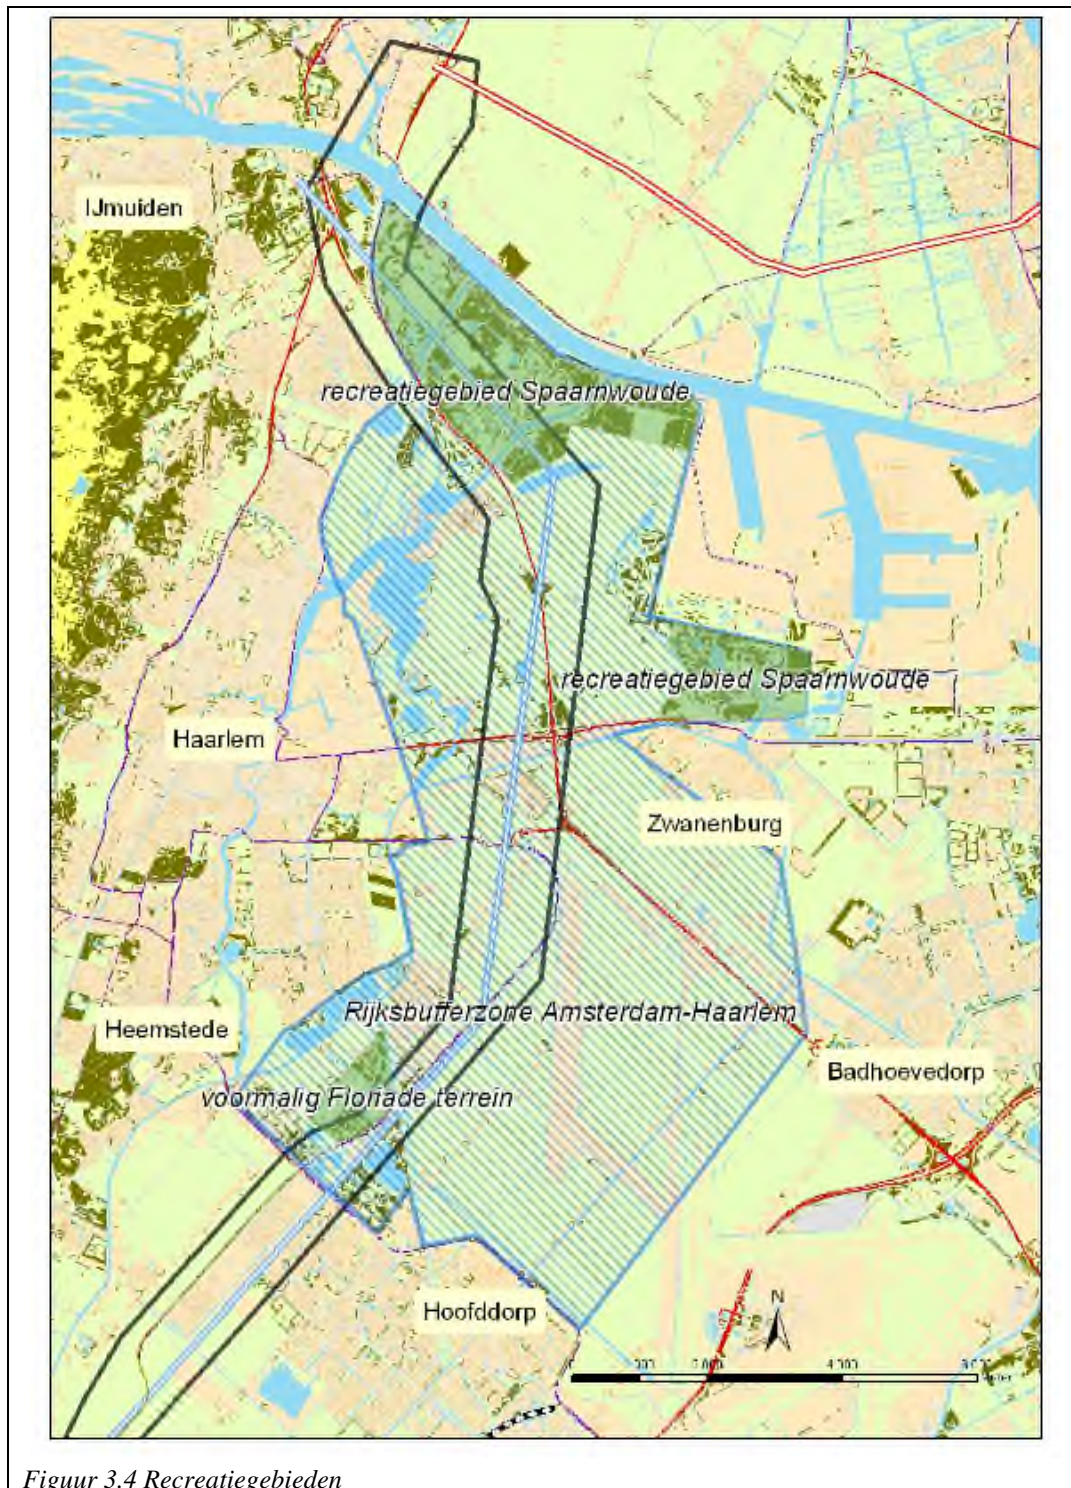 IJmuiden
recreatiegebied Spaarnwoude
recreatiegebied Spaarnwoude
Haarlem
Zwanenburg
Rijksbufferzone Amsterdam-Haarlem
Heemstede
Badhoevedorp
voormalig Floriade terrein
N
Hoofddorp
Figuur 3.4 Recreatiegebieden